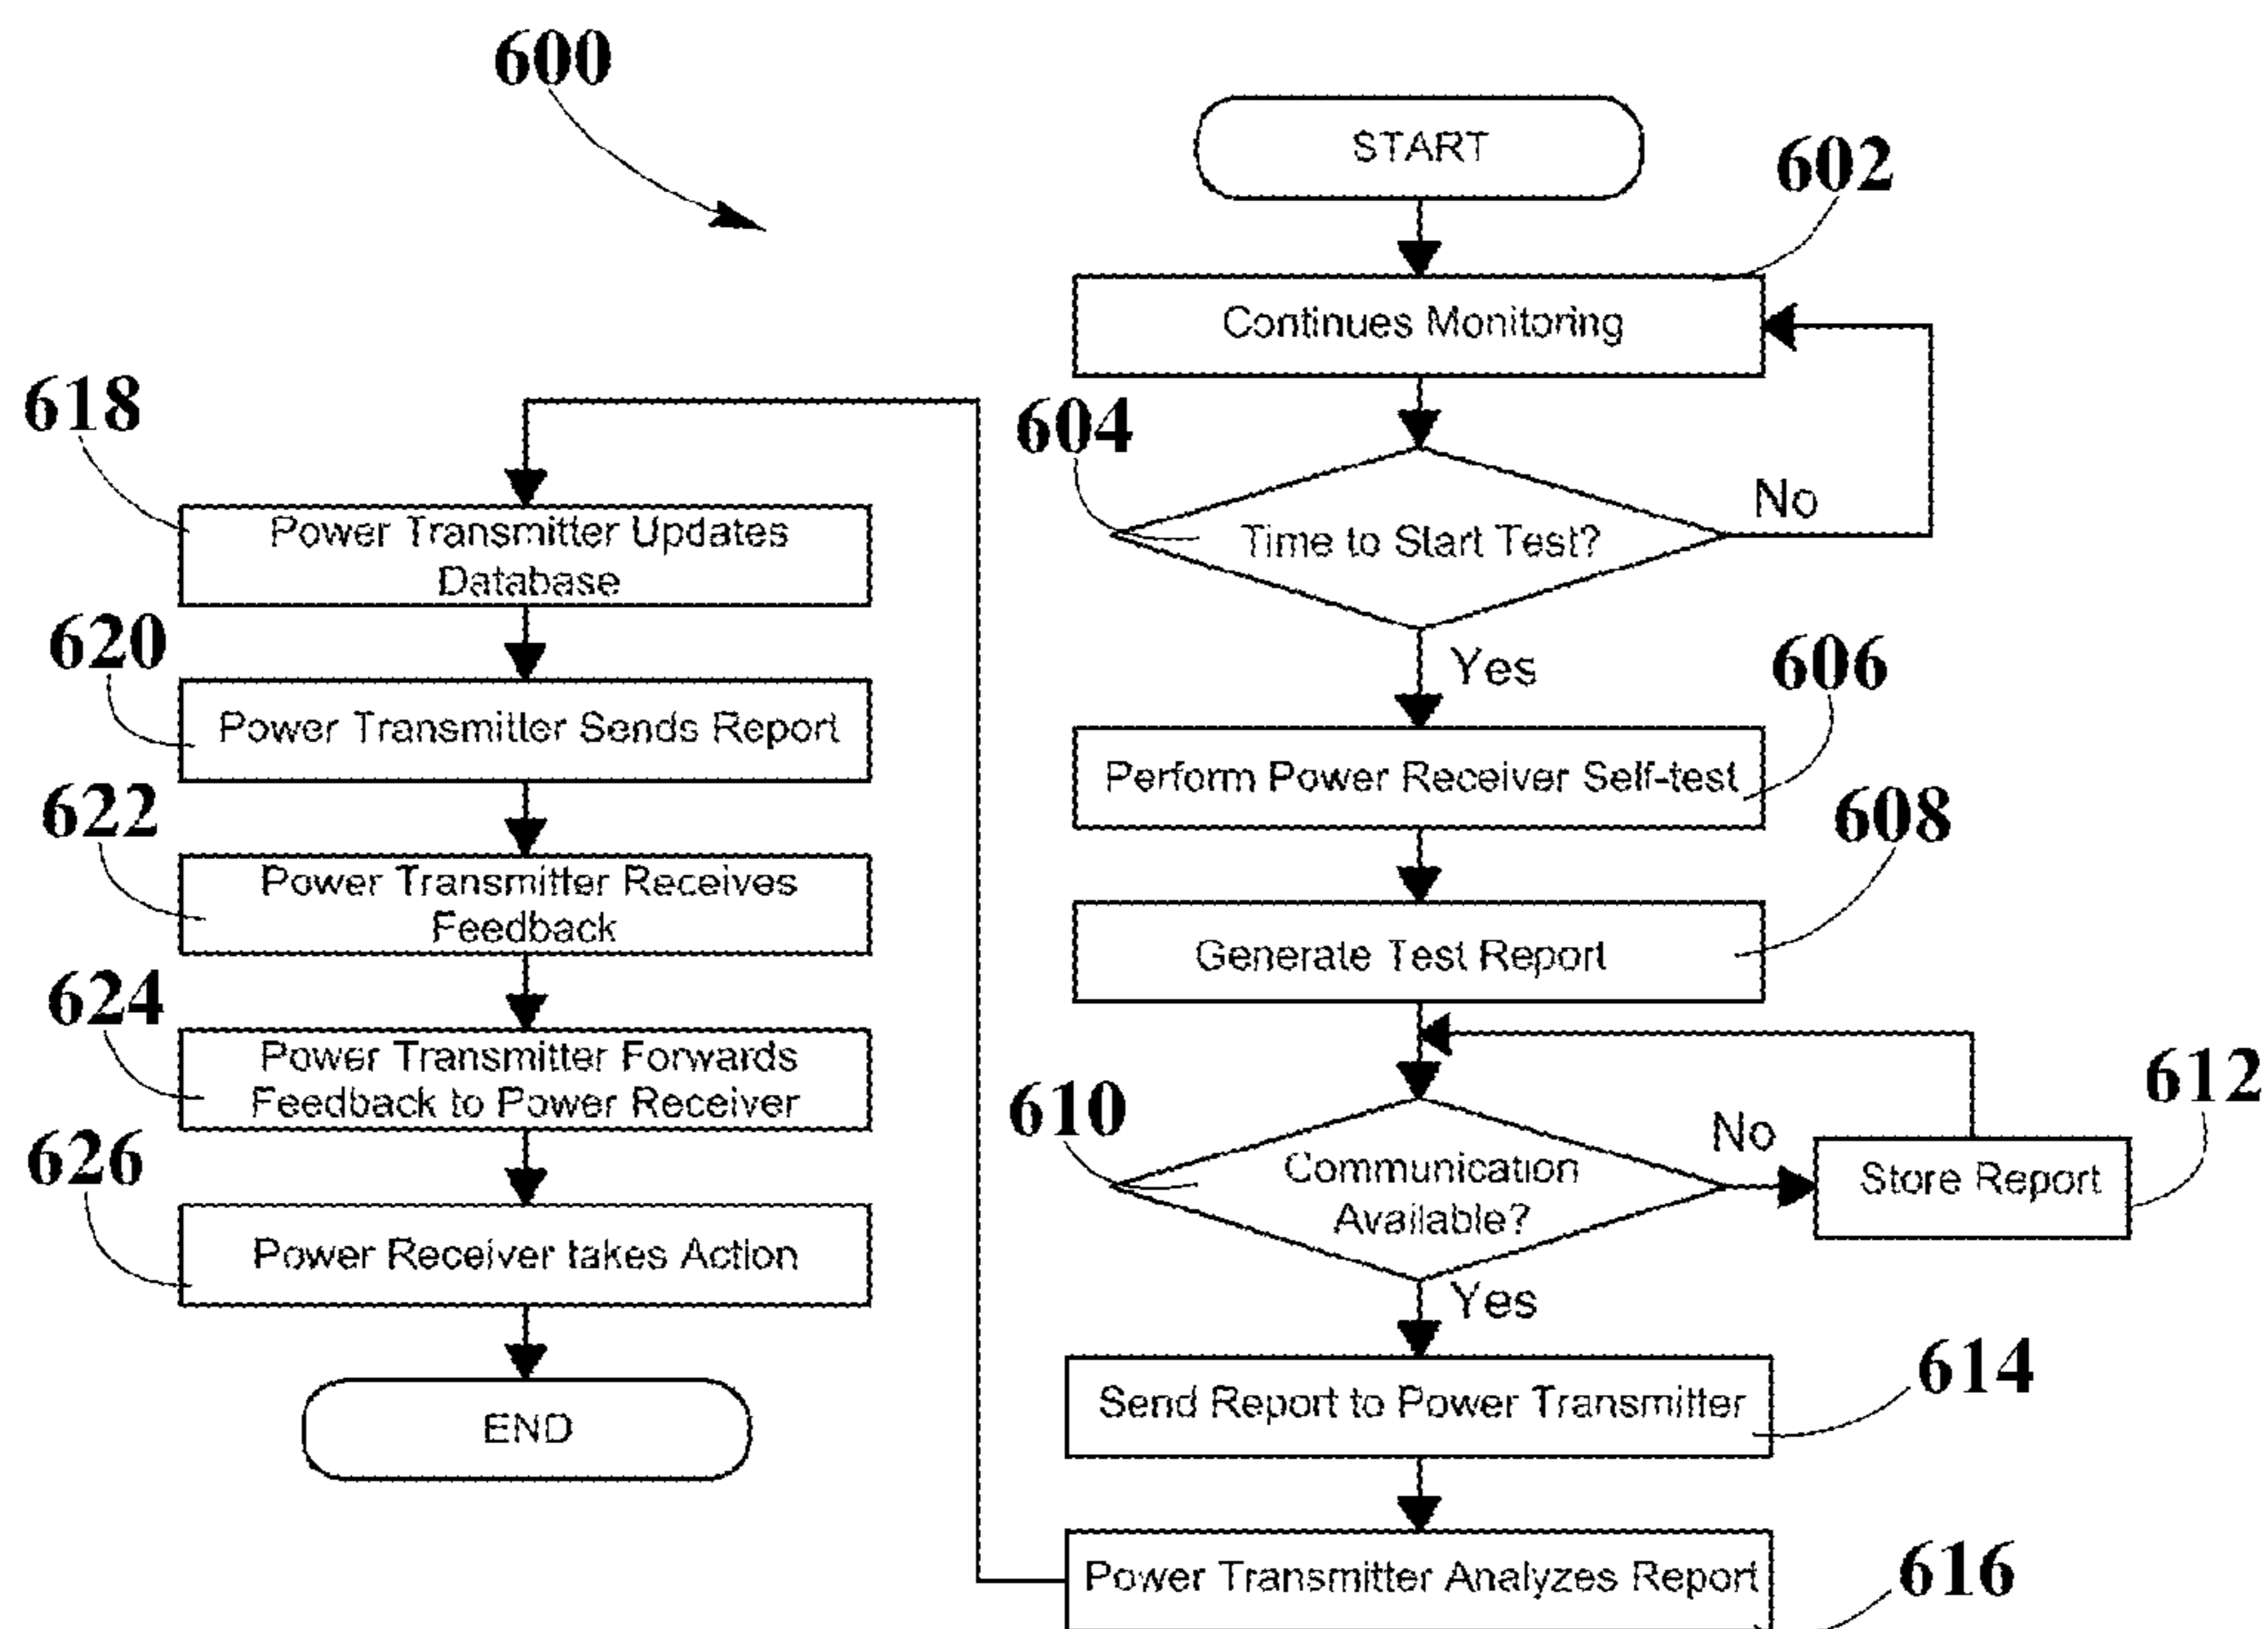 600
START
602
Continues Monitoring
604
Time to Start Test?
No
Yes
606
Perform Power Receiver Self-test
608
Generate Test Report
610
Communication
Available?
No
612
Store Report
Yes
614
Send Report to Power Transmitter
616
Power Transmitter Analyzes Report
618
Power Transmitter Updates
Database
620
Power Transmitter Sends Report
622
Power Transmitter Receives
Feedback
624
Power Transmitter Forwards
Feedback to Power Receiver
626
Power Receiver takes Action
END